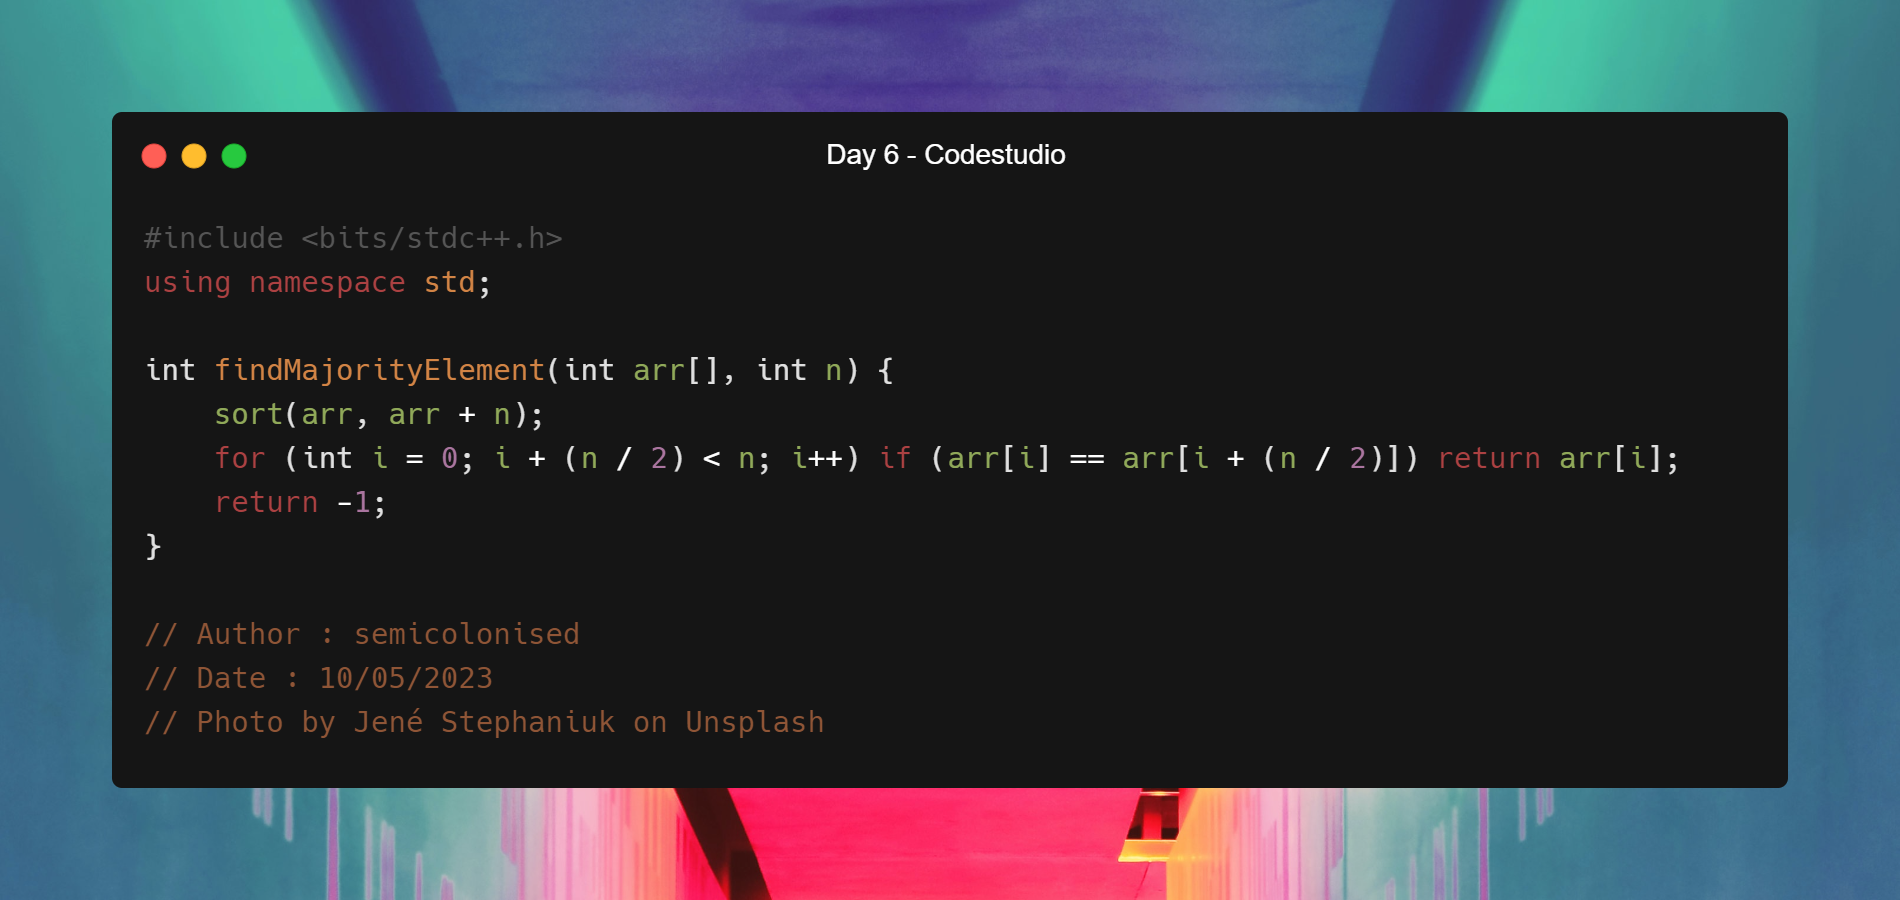 Day 6 - Codestudio
#include <bits/stdc++.h>
using namespace std;
int findMajorityElement(int arr[], int n) {
    sort(arr, arr + n);
    for (int i = 0; i + (n / 2) < n; i++) if (arr[i] == arr[i + (n / 2)]) return arr[i];
    return -1;
}
// Author : semicolonised
// Date : 10/05/2023
// Photo by Jené Stephaniuk on Unsplash